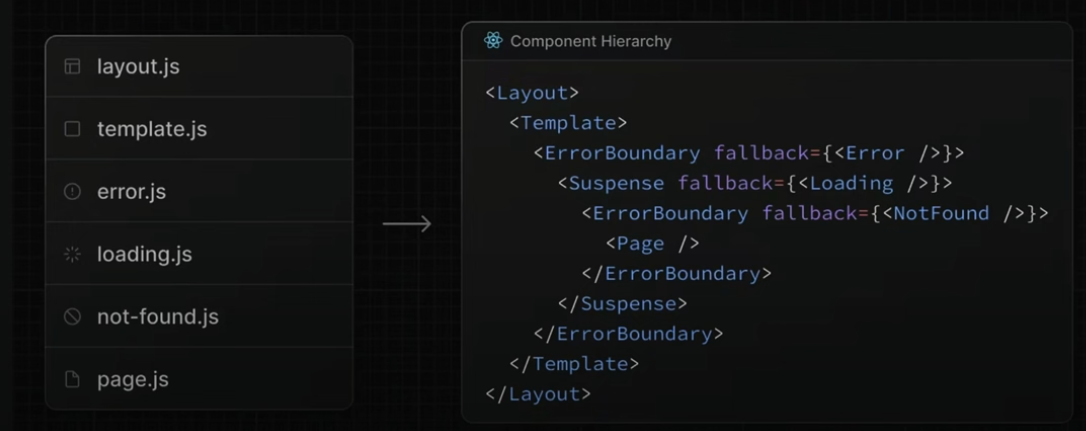 layout.js
template.js
error.js
loading.js
not-found.js
page.js
Component Hierarchy
<Layout>
<Template>
<ErrorBoundary fallback={<Error />}>
<Suspense fallback={<Loading />}>
<ErrorBoundary fallback={<NotFound />}>
<Page />
</ErrorBoundary>
</Suspense>
</ErrorBoundary>
</Template>
</Layout>